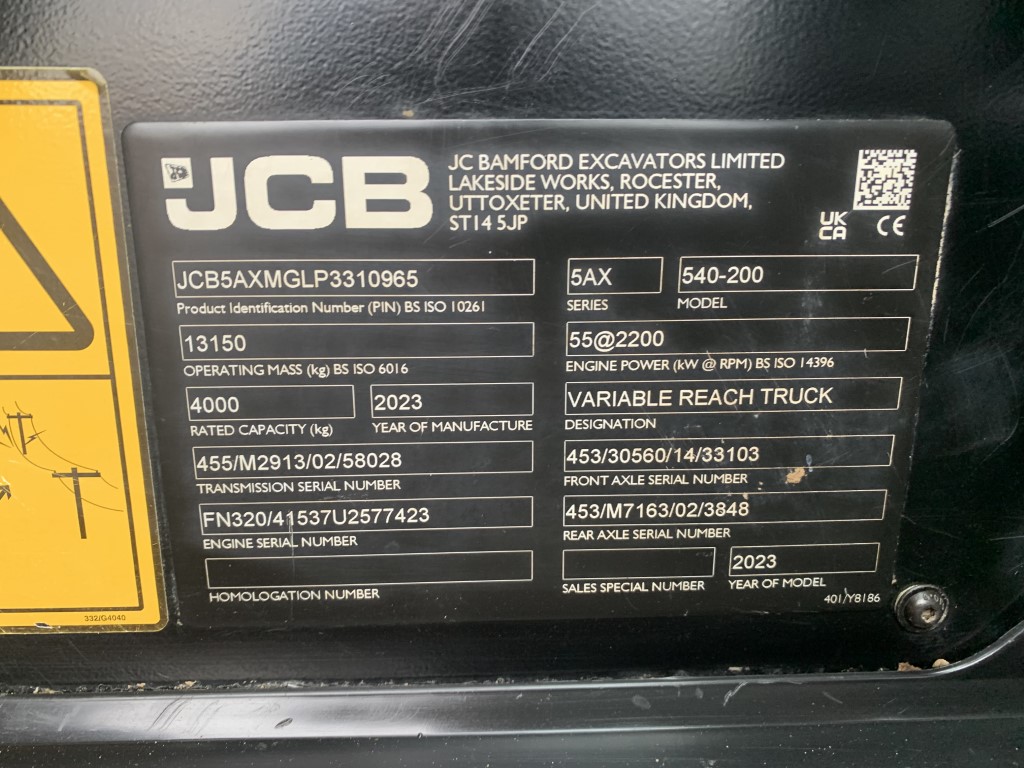 JCB
JC BAMFORD EXCAVATORS LIMITED
LAKESIDE WORKS, ROCESTER,
UTTOXETER, UNITED KINGDOM,
ST14 5JP
UK
CA
CE
JCB5AXMGLP3310965
Product Identification Number (PIN) BS ISO 10261
5AX
SERIES
540-200
MODEL
13150
OPERATING MASS (kg) BS ISO 6016
55@2200
ENGINE POWER (kW @ RPM) BS ISO 14396
4000
RATED CAPACITY (kg)
2023
YEAR OF MANUFACTURE
VARIABLE REACH TRUCK
DESIGNATION
455/M2913/02/58028
TRANSMISSION SERIAL NUMBER
453/30560/14/33103
FRONT AXLE SERIAL NUMBER
FN320/41537U2577423
ENGINE SERIAL NUMBER
453/M7163/02/3848
REAR AXLE SERIAL NUMBER
HOMOLOGATION NUMBER
SALES SPECIAL NUMBER
2023
YEAR OF MODEL
401/Y8186
332/G4040